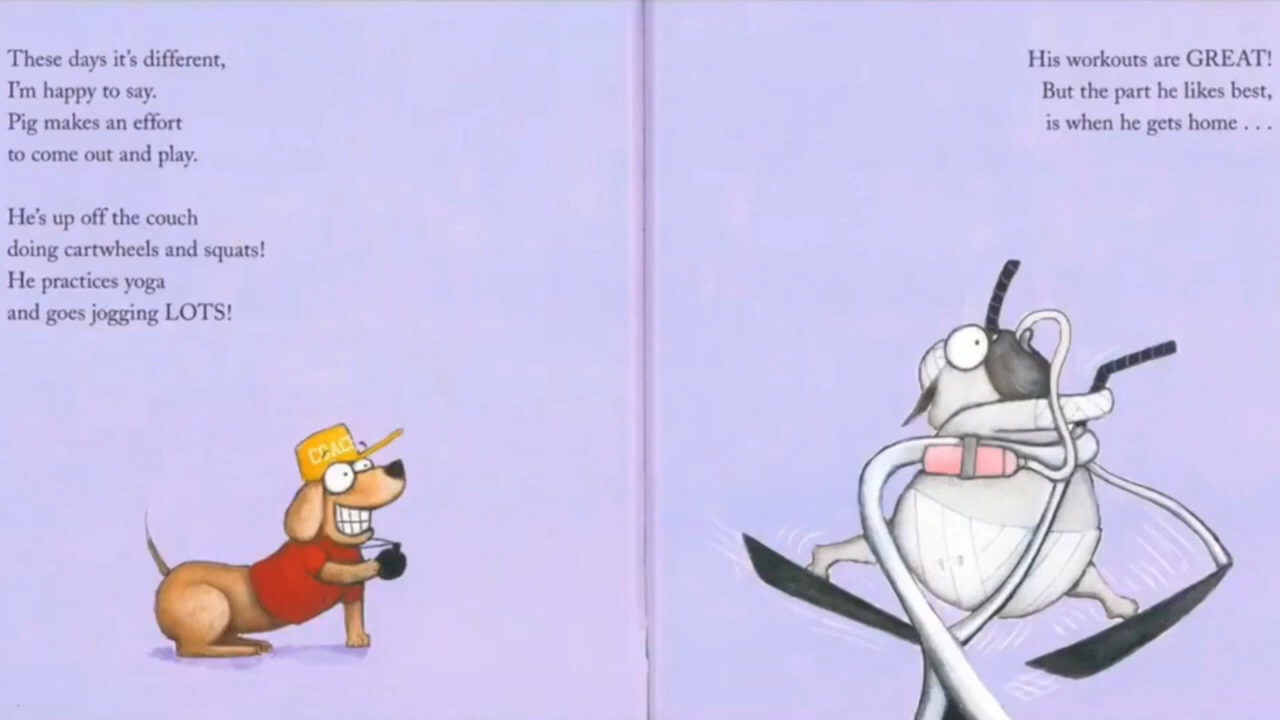 These days it's different,
I'm happy to say.
Pig makes an effort
to come out and play.
He's up off the couch
doing cartwheels and squats!
He practices yoga
and goes jogging LOTS!
COACH
His workouts are GREAT!
But the part he likes best,
is when he gets home . . .